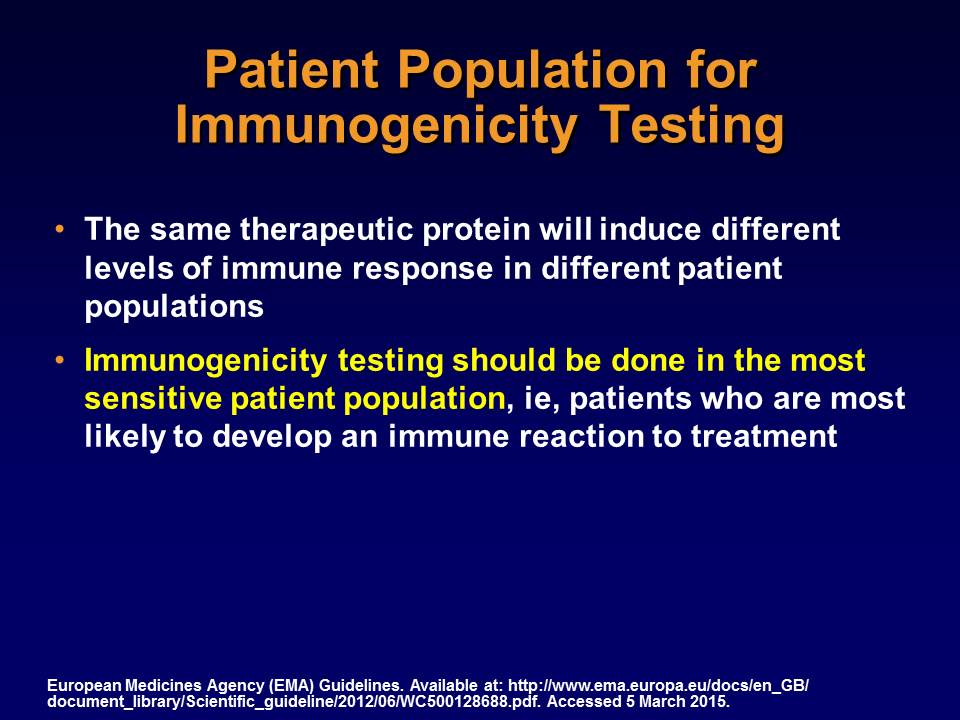 Patient Population for
Immunogenicity Testing
• The same therapeutic protein will induce different
levels of immune response in different patient
populations
• Immunogenicity testing should be done in the most
sensitive patient population, ie, patients who are most
likely to develop an immune reaction to treatment
European Medicines Agency (EMA) Guidelines. Available at: http://www.ema.europa.eu/docs/en_GB/
document_library/Scientific_guideline/2012/06/WC500128688.pdf. Accessed 5 March 2015.